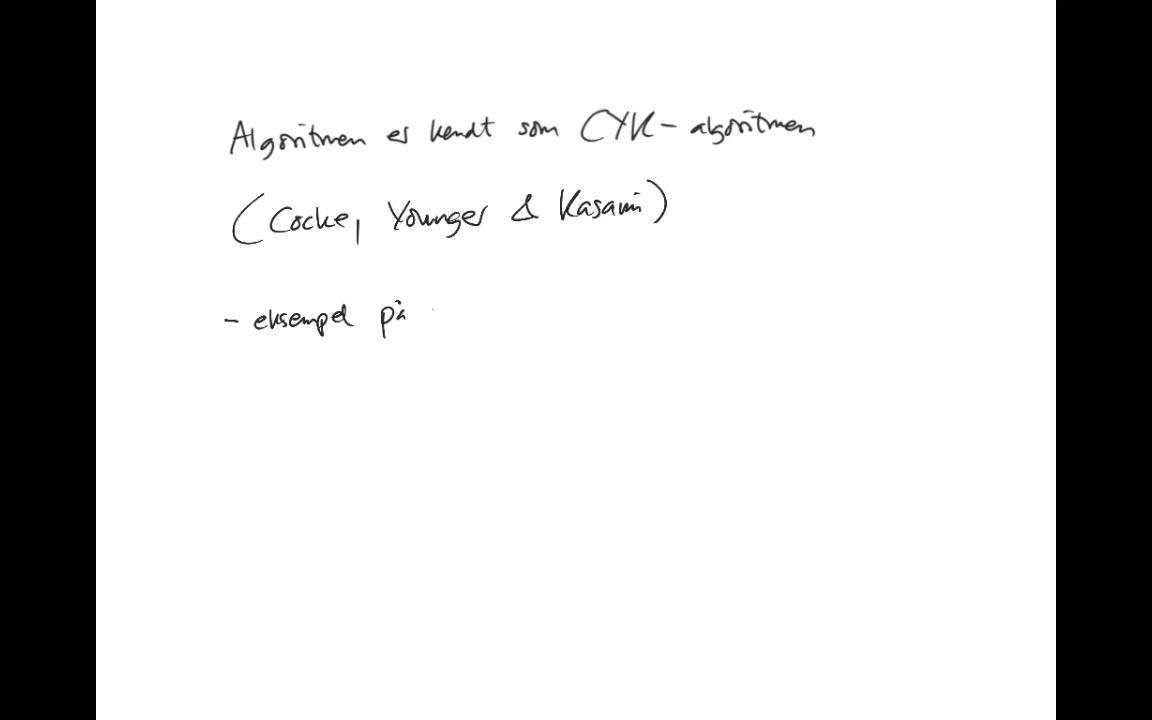 Algoritmen er kendt som CYK-algoritmen
(Cocke, Younger & Kasami)
- eksempel på